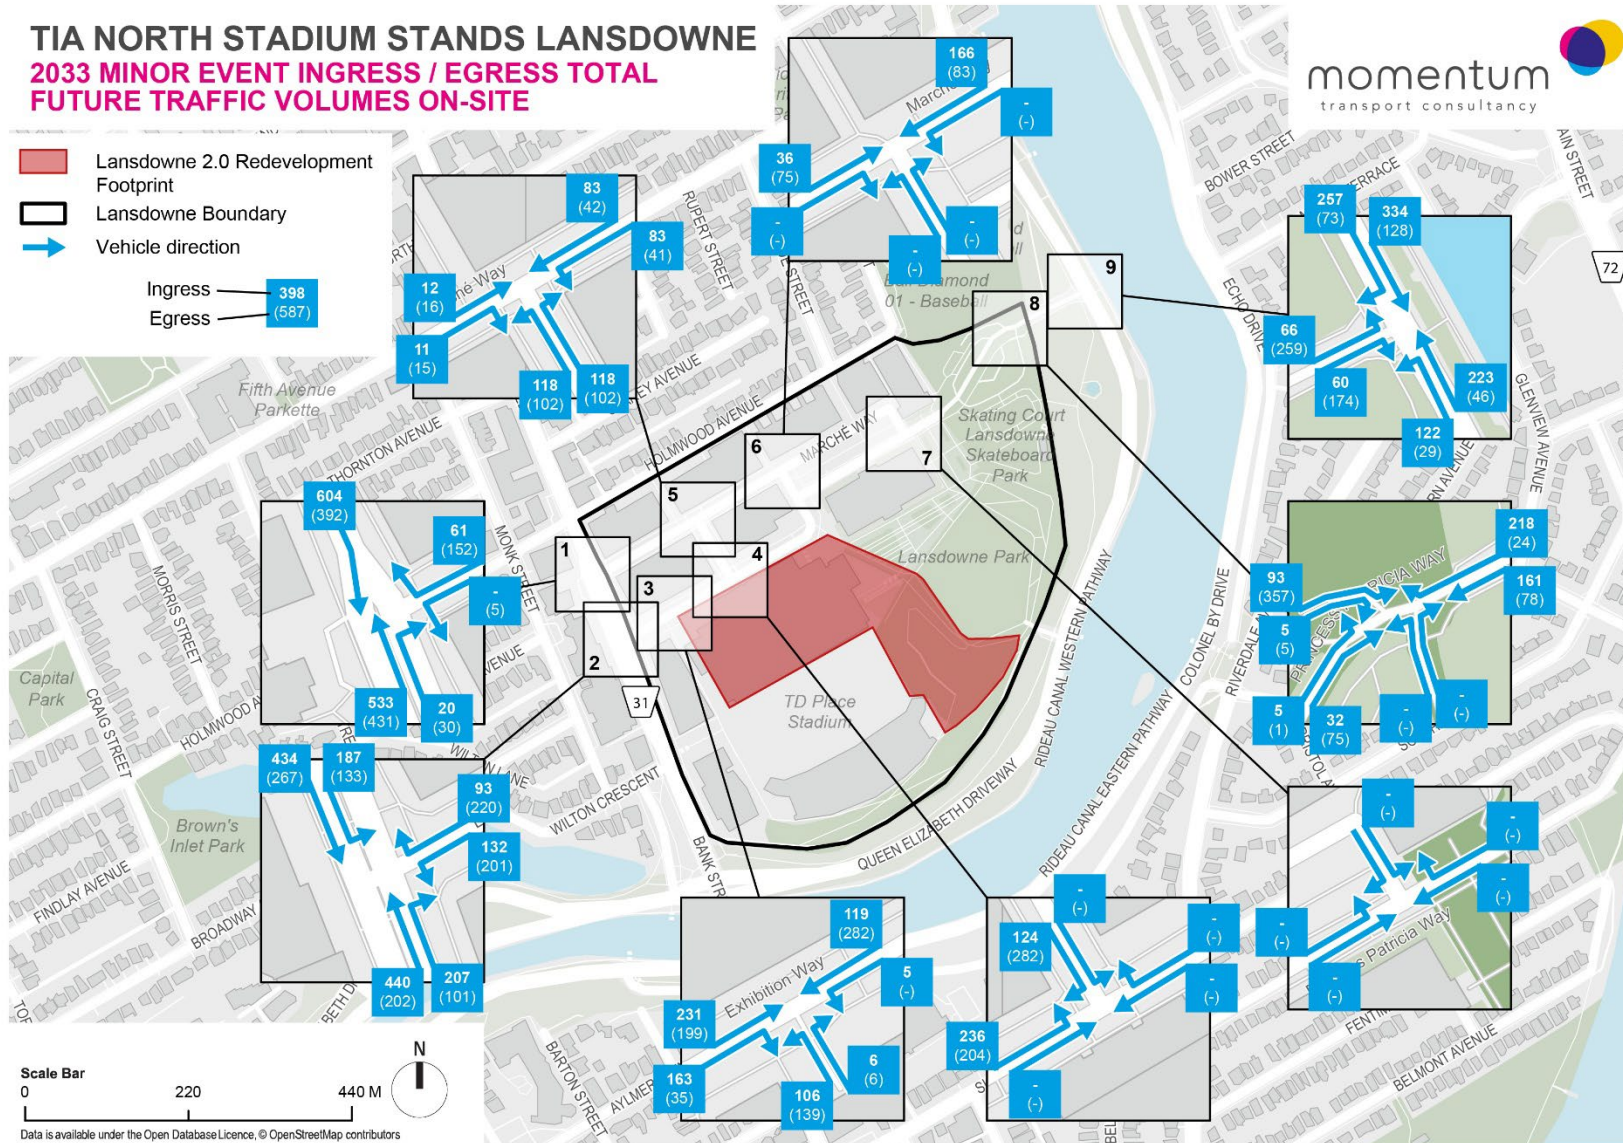 TIA NORTH STADIUM STANDS LANSDOWNE
2033 MINOR EVENT INGRESS / EGRESS TOTAL
FUTURE TRAFFIC VOLUMES ON-SITE
momentum
transport consultancy
Lansdowne 2.0 Redevelopment
Footprint
Lansdowne Boundary
Vehicle direction
Ingress
Egress
398
(587)
83
(42)
83
(41)
12
(16)
11
(15)
118
(102)
118
(102)
166
(83)
-
(-)
36
(75)
-
(-)
-
(-)
-
(-)
Marché
257
(73)
334
(128)
66
(259)
60
(174)
223
(46)
122
(29)
604
(392)
61
(152)
-
(5)
533
(431)
20
(30)
218
(24)
161
(78)
93
(357)
5
(5)
5
(1)
32
(75)
-
(-)
-
(-)
434
(267)
187
(133)
93
(220)
132
(201)
440
(202)
207
(101)
119
(282)
5
(-)
231
(199)
163
(35)
106
(139)
6
(6)
Exhibition Way
-
(-)
124
(282)
-
(-)
-
(-)
236
(204)
-
(-)
-
(-)
-
(-)
-
(-)
-
(-)
-
(-)
Patricia Way
1
2
3
4
5
6
7
8
9
31
72
BOWER STREET
ECHO DRIVE
GLENVIEW AVENUE
RUPERT STREET
01 - Baseball
Fifth Avenue
Parkette
THORNTON AVENUE
HOLMWOOD AVENUE
MARCHÉ WAY
Skating Court
Lansdowne
Skateboard
Park
Lansdowne Park
TD Place
Stadium
MONK STREET
MORRIS STREET
CRAIG STREET
Capital
Park
Brown's
Inlet Park
FINDLAY AVENUE
BROADWAY
WILTON CRESCENT
QUEEN ELIZABETH DRIVEWAY
RIDEAU CANAL WESTERN PATHWAY
RIDEAU CANAL EASTERN PATHWAY
COLONEL BY DRIVE
BARTON STREET
BELMONT AVENUE
Scale Bar
0
220
440 M
N
Data is available under the Open Database Licence, © OpenStreetMap contributors